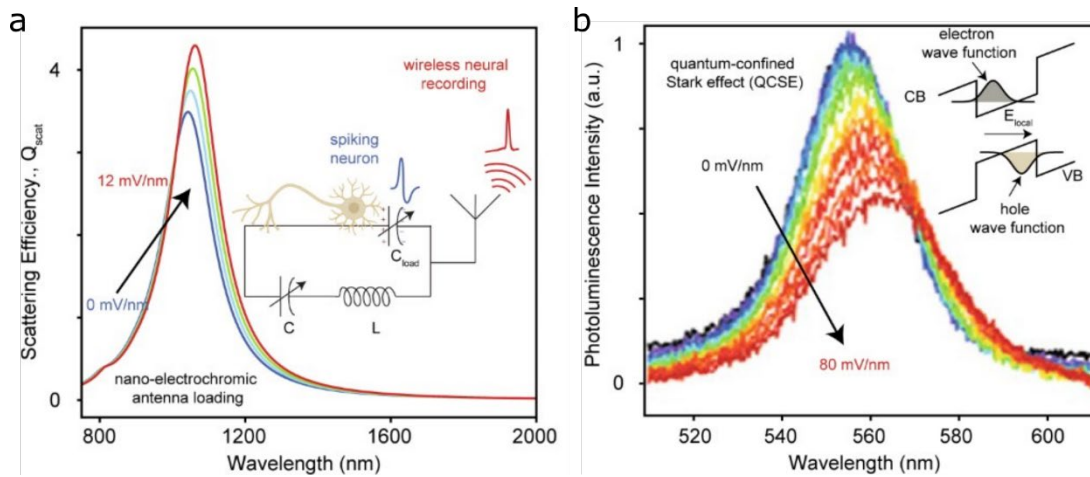 a
Scattering Efficiency., Q_scat
4
0
12 mV/nm
0 mV/nm
wireless neural
recording
spiking
neuron
+
-
+
-
C_load
C
L
nano-electrochromic
antenna loading
800
1200
1600
2000
Wavelength (nm)
b
Photoluminescence Intensity (a.u.)
1
0
quantum-confined
Stark effect (QCSE)
0 mV/nm
80 mV/nm
electron
wave function
CB
E_local
VB
hole
wave function
520
540
560
580
600
Wavelength (nm)